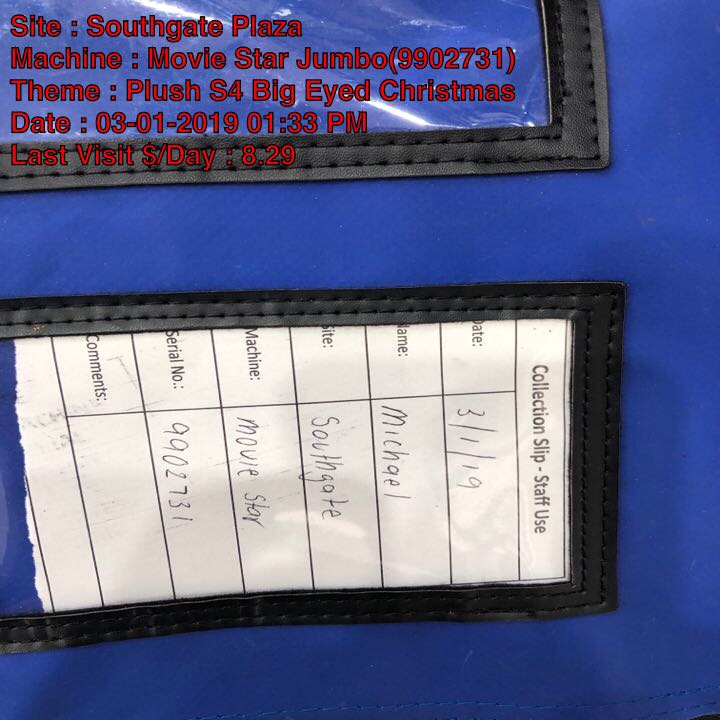 Site : Southgate Plaza
Machine : Movie Star Jumbo(9902731)
Theme : Plush S4 Big Eyed Christmas
Date : 03-01-2019 01:33 PM
Last Visit $/Day : 8.29
Collection Slip - Staff Use
Date: 3/1/19
Name: Michael
Site: Southgate
Machine: Movie Star
Serial No.: 9902731
Comments: